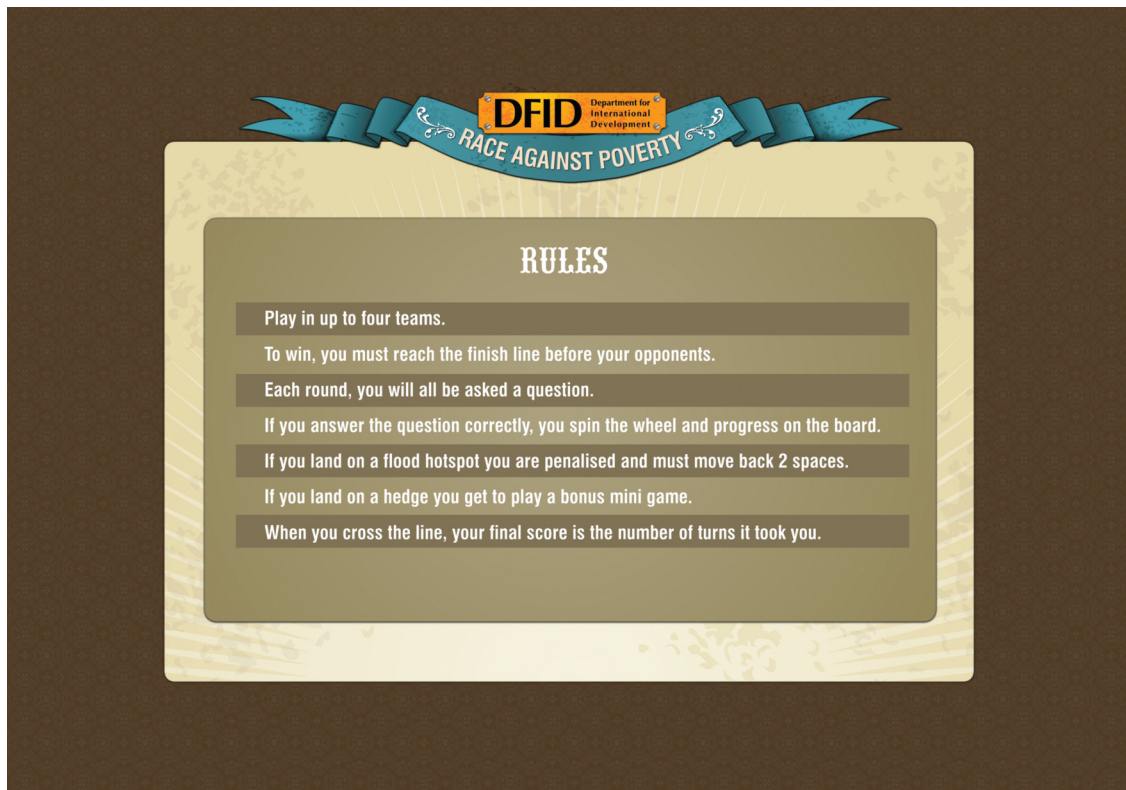 DFID
Department for
International
Development
RACE AGAINST POVERTY
RULES
Play in up to four teams.
To win, you must reach the finish line before your opponents.
Each round, you will all be asked a question.
If you answer the question correctly, you spin the wheel and progress on the board.
If you land on a flood hotspot you are penalised and must move back 2 spaces.
If you land on a hedge you get to play a bonus mini game.
When you cross the line, your final score is the number of turns it took you.